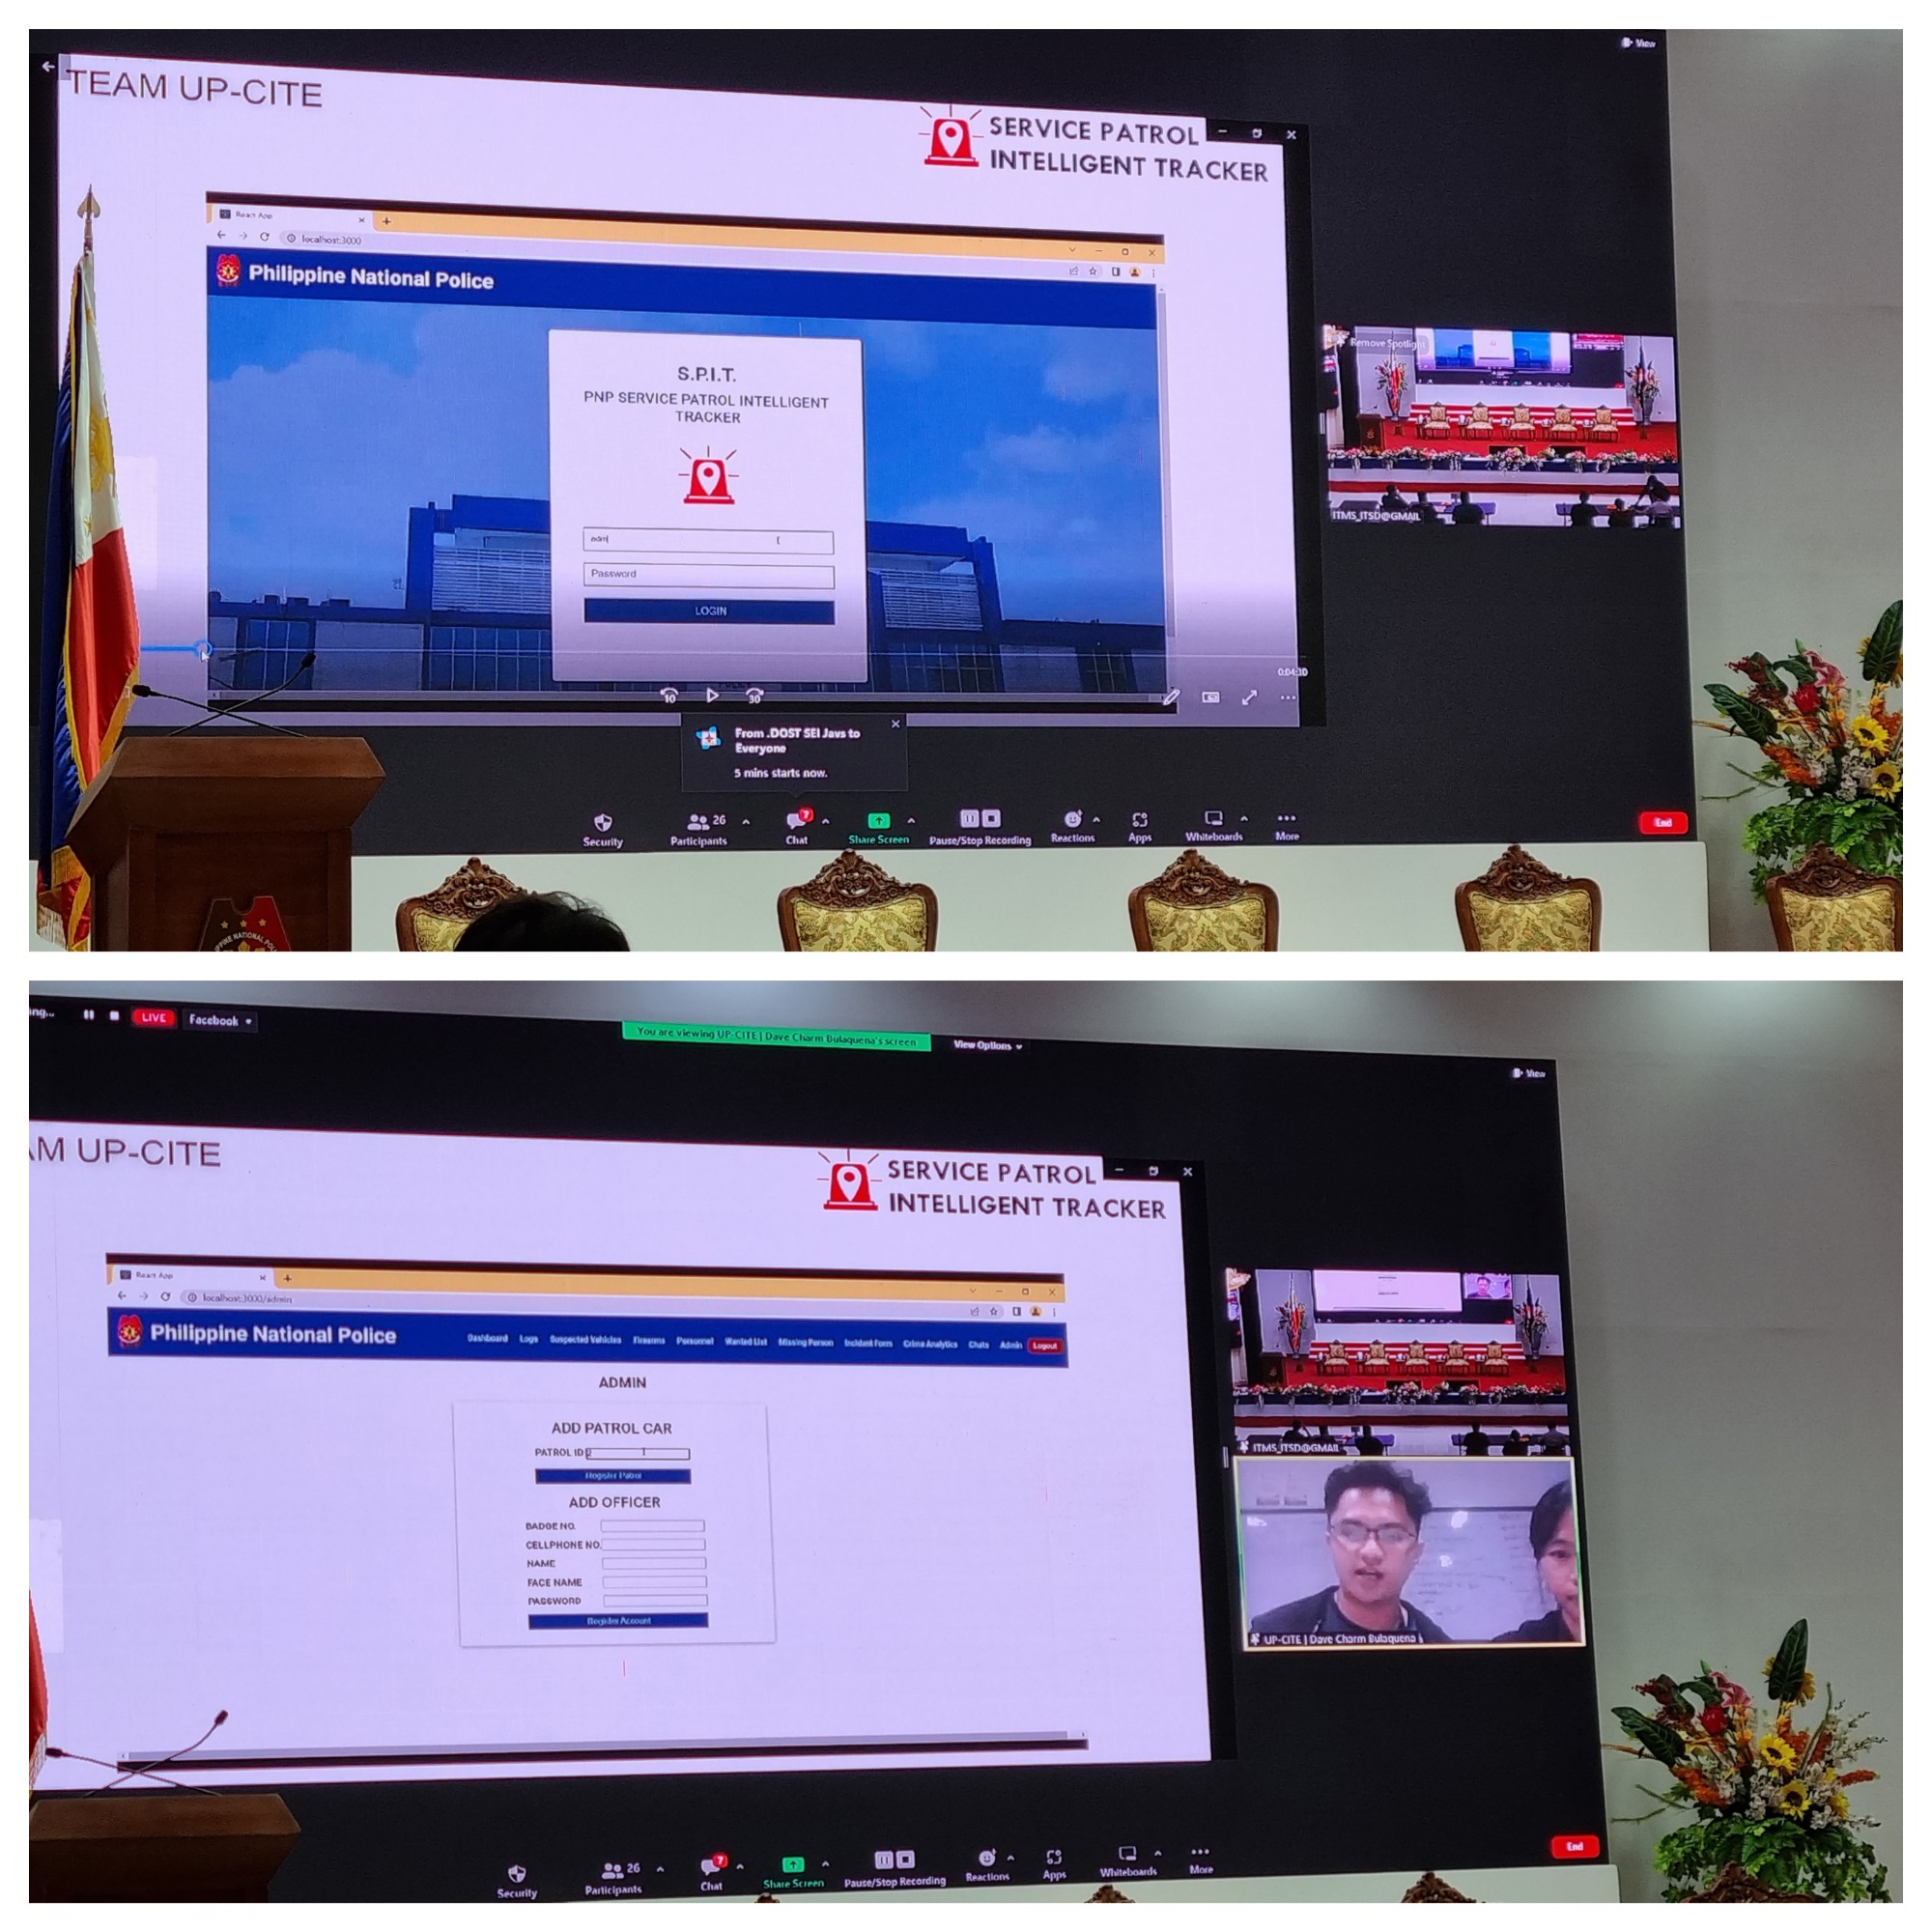 View
TEAM UP-CITE
SERVICE PATROL
INTELLIGENT TRACKER
React App
localhost:3000
Philippine National Police
S.P.I.T.
PNP SERVICE PATROL INTELLIGENT
TRACKER
adm
Password
LOGIN
Remove Spotlight
ITMS_ITSD@GMAIL
0:04:30
10
30
From .DOST SEI Javs to
Everyone
5 mins starts now.
7
26
Security
Participants
Chat
Share Screen
Pause/Stop Recording
Reactions
Apps
Whiteboards
More
End
PHILIPPINE NATIONAL
ing...
LIVE
Facebook
You are viewing UP-CITE | Dave Charm Bulaquena's screen
View Options
View
AM UP-CITE
SERVICE PATROL
INTELLIGENT TRACKER
React App
localhost:3000/admin
Philippine National Police
Dashboard Logs Suspected Vehicles Firearms Personnel Wanted List Missing Person Incident Form Crime Analytics Chats Admin Logout
ADMIN
ADD PATROL CAR
PATROL ID
Register Patrol
ADD OFFICER
BADGE NO.
CELLPHONE NO.
NAME
FACE NAME
PASSWORD
Register Account
ITMS_ITSD@GMAIL
UP-CITE | Dave Charm Bulaquena
7
26
Security
Participants
Chat
Share Screen
Pause/Stop Recording
Reactions
Apps
Whiteboards
More
End